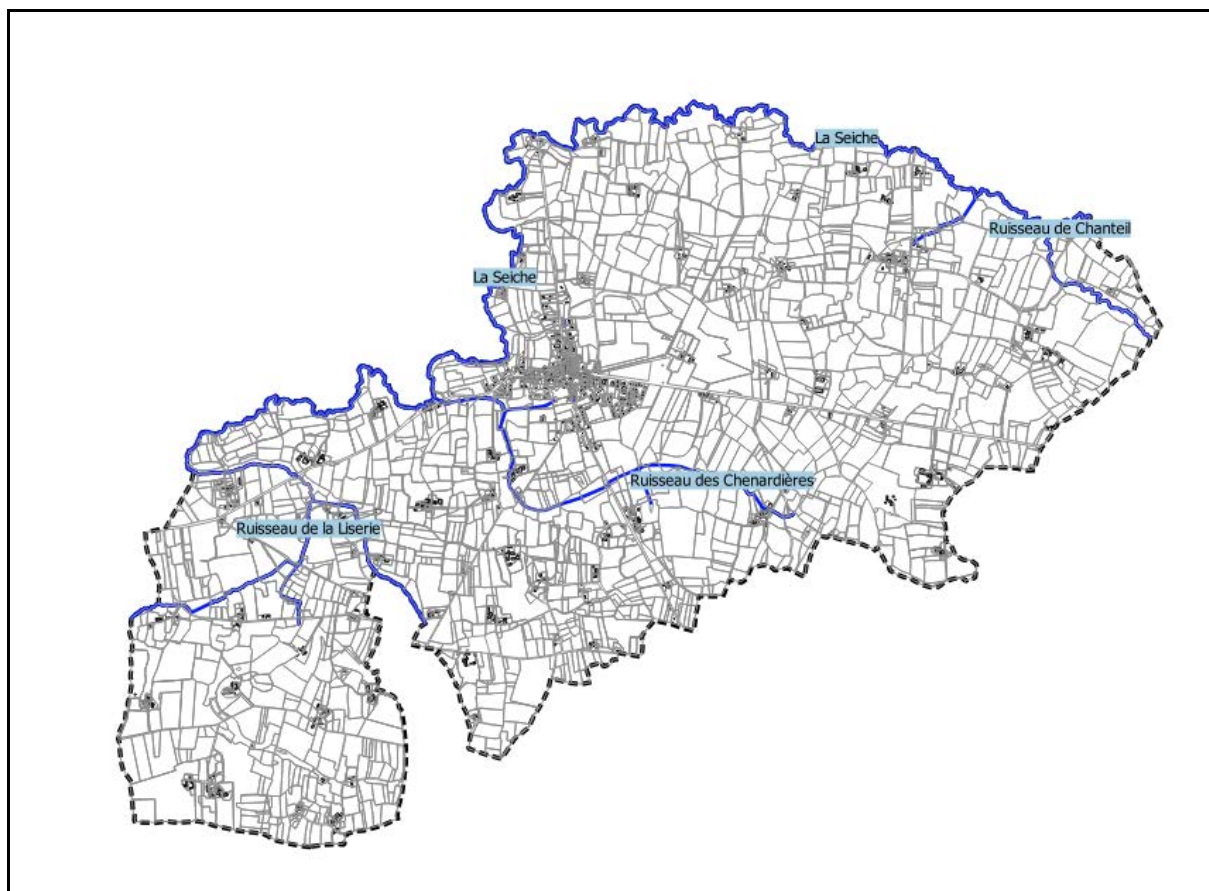 La Seiche
Ruisseau de Chanteil
La Seiche
Ruisseau des Chenardières
Ruisseau de la Liserie